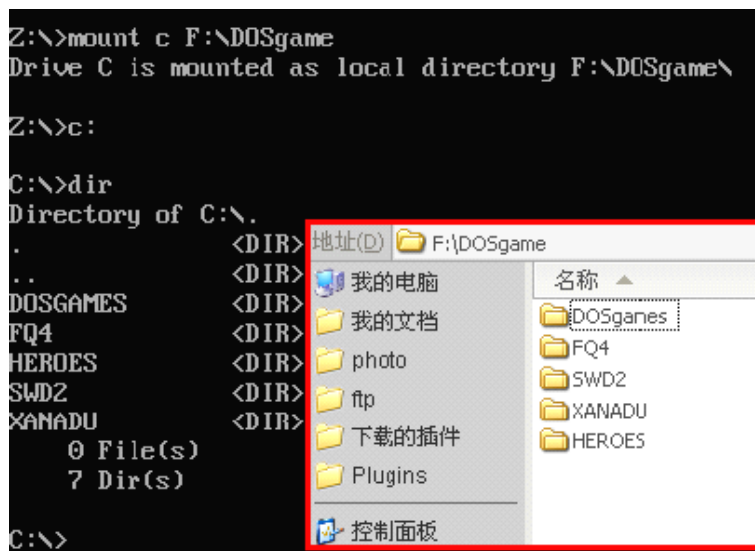 Z:\>mount c F:\DOSgame
Drive C is mounted as local directory F:\DOSgame\
Z:\>c:
C:\>dir
Directory of C:\.
. <DIR>
.. <DIR>
DOSGAMES <DIR>
FQ4 <DIR>
HEROES <DIR>
SWD2 <DIR>
XANADU <DIR>
0 File(s)
7 Dir(s)
C:\>
地址(D) F:\DOSgame
我的电脑
我的文档
photo
ftp
下载的插件
Plugins
控制面板
名称
DOSganes
FQ4
SWD2
XANADU
HEROES